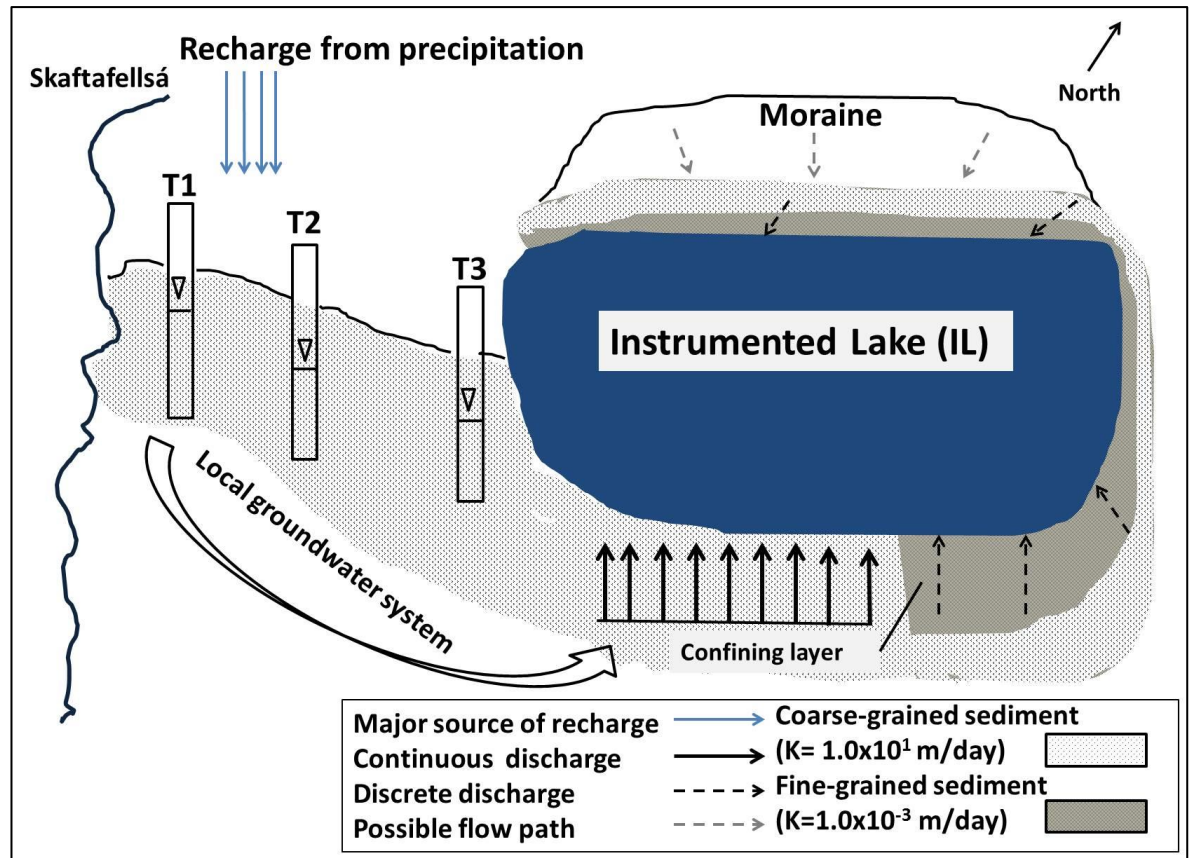 Recharge from precipitation
Skaftafellsá
North
Moraine
T1
T2
T3
Instrumented Lake (IL)
Local groundwater system
Confining layer
Major source of recharge
Continuous discharge
Discrete discharge
Possible flow path
Coarse-grained sediment
(K= 1.0x10¹ m/day)
Fine-grained sediment
(K=1.0x10⁻³ m/day)